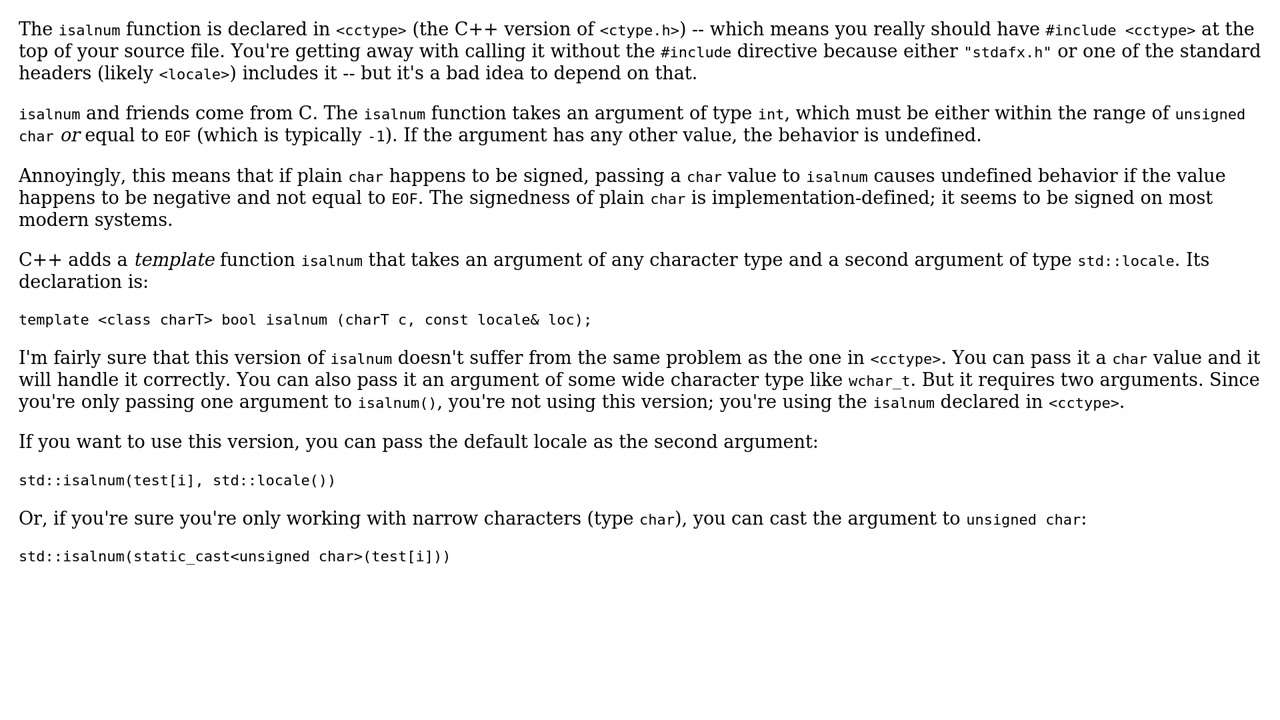 The isalnum function is declared in <cctype> (the C++ version of <ctype.h>) -- which means you really should have #include <cctype> at the
top of your source file. You're getting away with calling it without the #include directive because either "stdafx.h" or one of the standard
headers (likely <locale>) includes it -- but it's a bad idea to depend on that.
isalnum and friends come from C. The isalnum function takes an argument of type int, which must be either within the range of unsigned
char or equal to EOF (which is typically -1). If the argument has any other value, the behavior is undefined.
Annoyingly, this means that if plain char happens to be signed, passing a char value to isalnum causes undefined behavior if the value
happens to be negative and not equal to EOF. The signedness of plain char is implementation-defined; it seems to be signed on most
modern systems.
C++ adds a template function isalnum that takes an argument of any character type and a second argument of type std::locale. Its
declaration is:
template <class charT> bool isalnum (charT c, const locale& loc);
I'm fairly sure that this version of isalnum doesn't suffer from the same problem as the one in <cctype>. You can pass it a char value and it
will handle it correctly. You can also pass it an argument of some wide character type like wchar_t. But it requires two arguments. Since
you're only passing one argument to isalnum(), you're not using this version; you're using the isalnum declared in <cctype>.
If you want to use this version, you can pass the default locale as the second argument:
std::isalnum(test[i], std::locale())
Or, if you're sure you're only working with narrow characters (type char), you can cast the argument to unsigned char:
std::isalnum(static_cast<unsigned char>(test[i]))